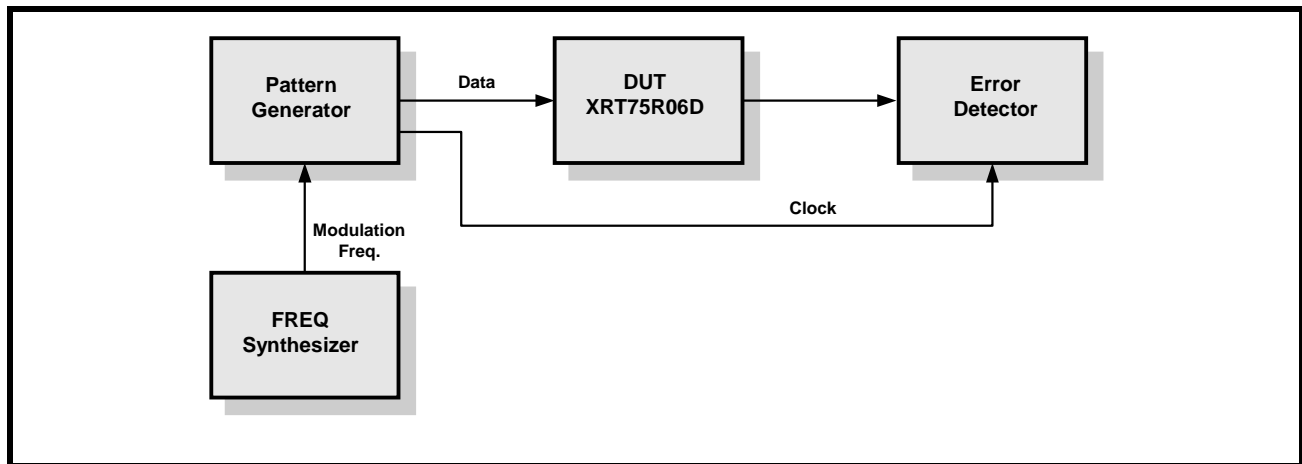 Pattern
Generator
Data
DUT
XRT75R06D
Error
Detector
Clock
Modulation
Freq.
FREQ
Synthesizer